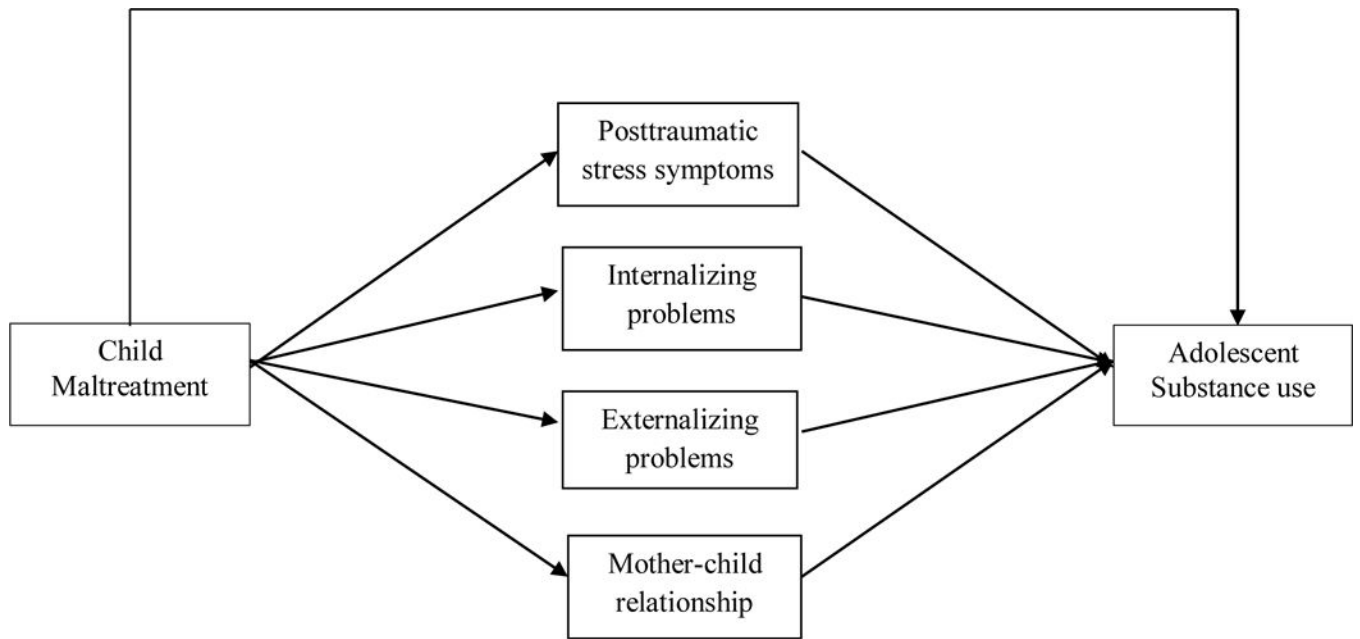 Posttraumatic
stress symptoms
Internalizing
problems
Child
Maltreatment
Adolescent
Substance use
Externalizing
problems
Mother-child
relationship